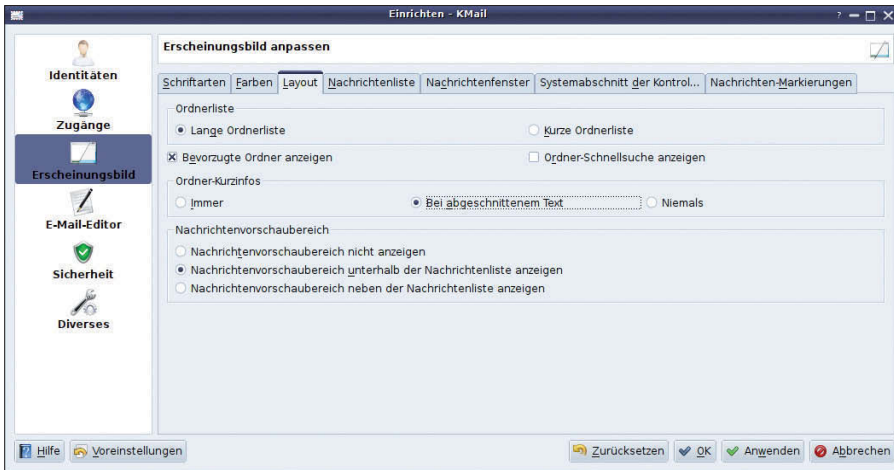 Einrichten - KMail
?
Identitäten
Zugänge
Erscheinungsbild
E-Mail-Editor
Sicherheit
Diverses
Erscheinungsbild anpassen
Schriftarten Farben Layout Nachrichtenliste Nachrichtenfenster Systemabschnitt der Kontrol... Nachrichten-Markierungen
Ordnerliste
Lange Ordnerliste Kurze Ordnerliste
Bevorzugte Ordner anzeigen Ordner-Schnellsuche anzeigen
Ordner-Kurzinfos
Immer Bei abgeschnittenem Text Niemals
Nachrichtenvorschaubereich
Nachrichtenvorschaubereich nicht anzeigen
Nachrichtenvorschaubereich unterhalb der Nachrichtenliste anzeigen
Nachrichtenvorschaubereich neben der Nachrichtenliste anzeigen
Hilfe Voreinstellungen Zurücksetzen OK Anwenden Abbrechen